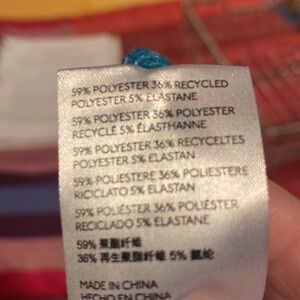 59% POLYESTER 36% RECYCLED
POLYESTER 5% ELASTANE
59% POLYESTER 36% POLYESTER
RECYCLÉ 5% ÉLASTHANNE
59% POLYESTER 36% RECYCELTES
POLYESTER 5% ELASTAN
59% POLIESTERE 36% POLIESTERE
RICICLATO 5% ELASTAN
59% POLIÉSTER 36% POLIÉSTER
RECICLADO 5% ELASTANE
59% 聚酯纤维
36% 再生聚酯纤维 5% 氨纶
MADE IN CHINA
HECHO EN CHINA